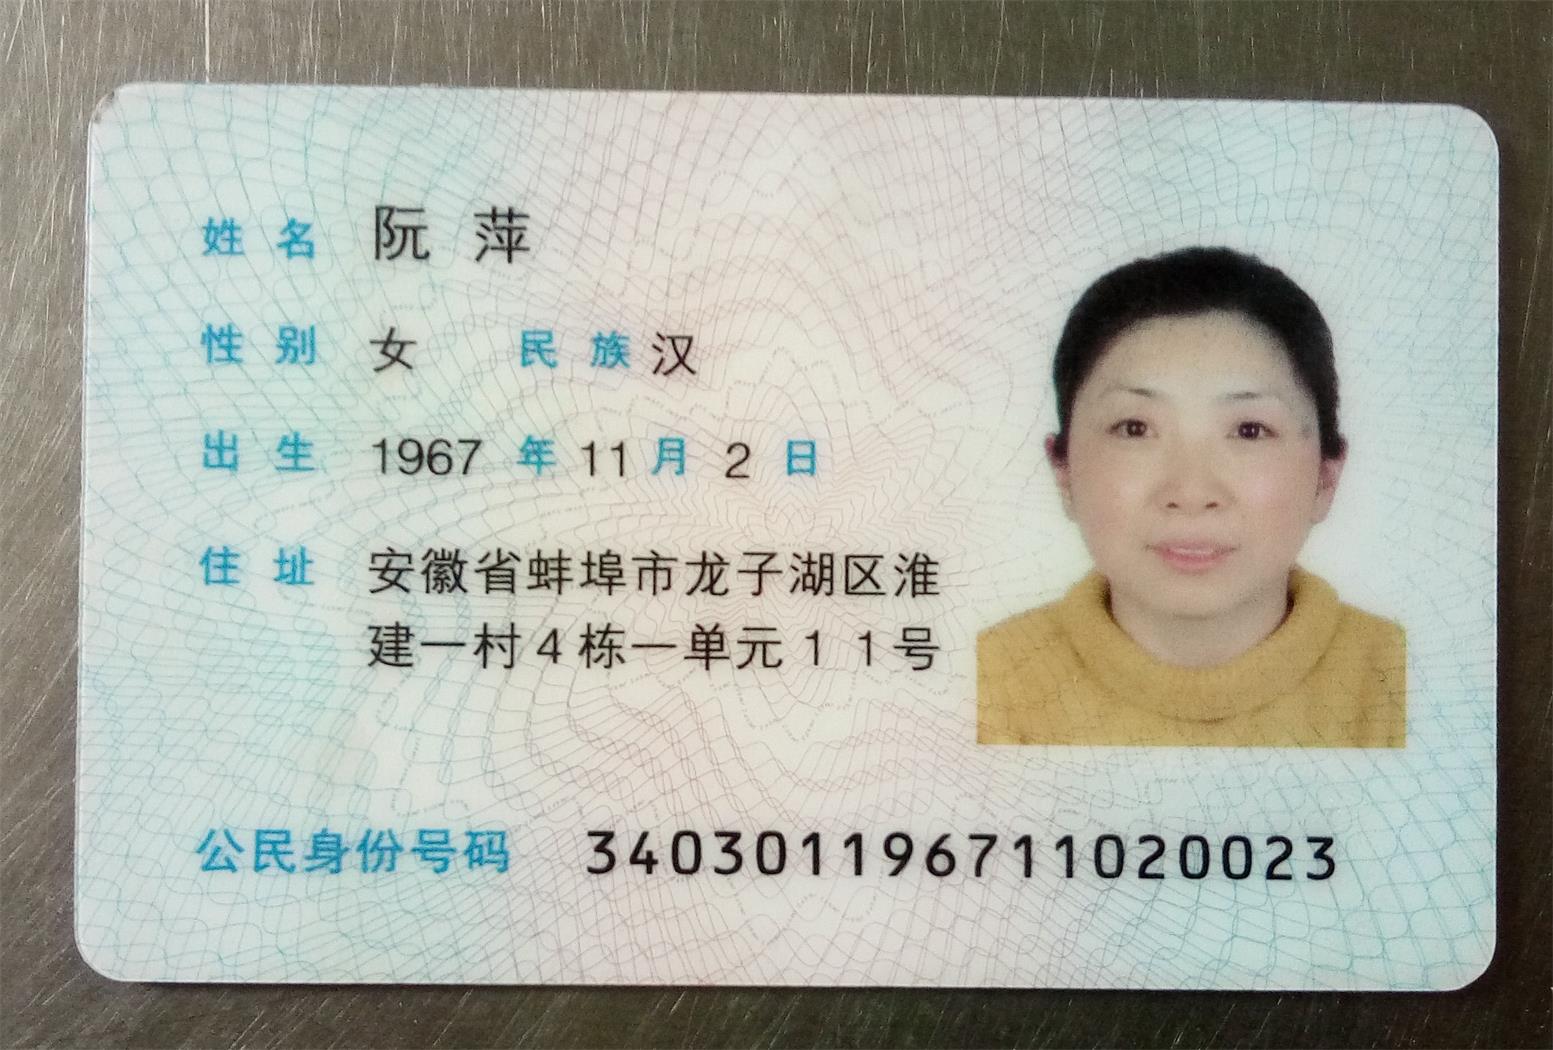 姓名 阮萍
性别 女 民族 汉
出生 1967 年 11 月 2 日
住址 安徽省蚌埠市龙子湖区淮
建一村4栋一单元11号
公民身份号码 340301196711020023